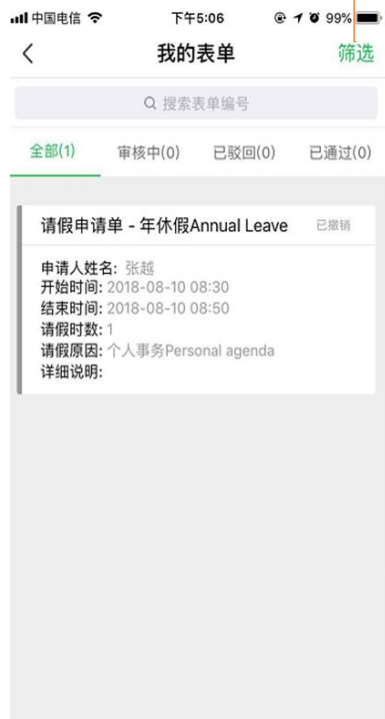 中国电信 下午5:06 99%
我的表单 筛选
搜索表单编号
全部(1) 审核中(0) 已驳回(0) 已通过(0)
请假申请单 - 年休假Annual Leave 已撤销
申请人姓名: 张越
开始时间: 2018-08-10 08:30
结束时间: 2018-08-10 08:50
请假时数: 1
请假原因: 个人事务Personal agenda
详细说明: